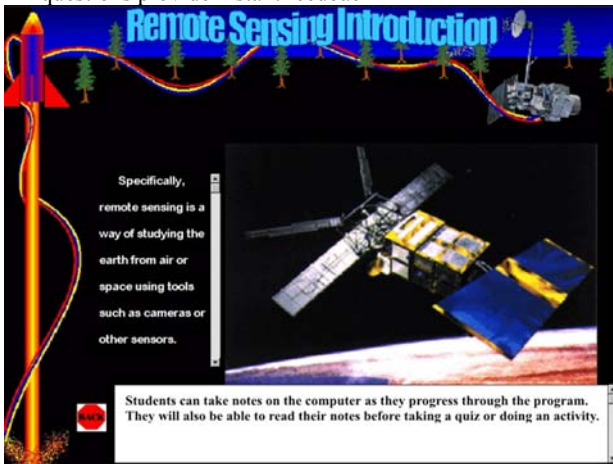 Remote Sensing Introduction
Specifically,
remote sensing is a
way of studying the
earth from air or
space using tools
such as cameras or
other sensors.
BACK
Students can take notes on the computer as they progress through the program.
They will also be able to read their notes before taking a quiz or doing an activity.